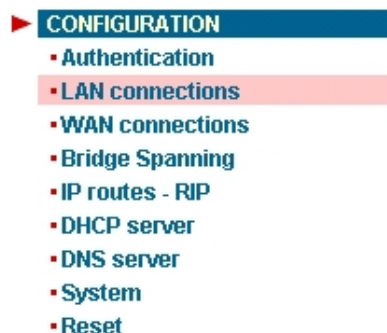 CONFIGURATION
Authentication
LAN connections
WAN connections
Bridge Spanning
IP routes - RIP
DHCP server
DNS server
System
Reset